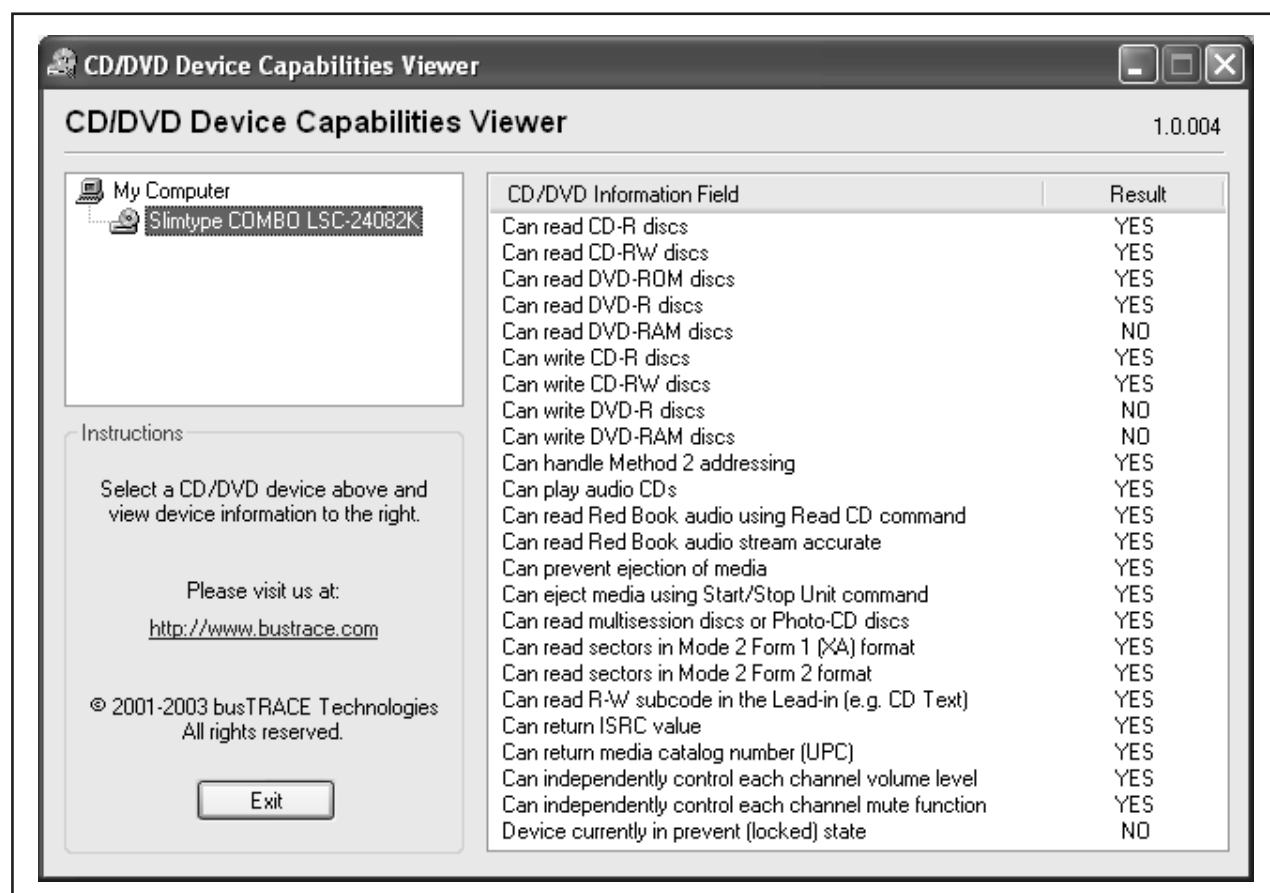 CD/DVD Device Capabilities Viewer
CD/DVD Device Capabilities Viewer
1.0.004
My Computer
Slimtype COMBO LSC-24082K
Instructions
Select a CD/DVD device above and
view device information to the right.
Please visit us at:
http://www.bustrace.com
© 2001-2003 busTRACE Technologies
All rights reserved.
Exit
CD/DVD Information Field Result
Can read CD-R discs YES
Can read CD-RW discs YES
Can read DVD-ROM discs YES
Can read DVD-R discs YES
Can read DVD-RAM discs NO
Can write CD-R discs YES
Can write CD-RW discs YES
Can write DVD-R discs NO
Can write DVD-RAM discs NO
Can handle Method 2 addressing YES
Can play audio CDs YES
Can read Red Book audio using Read CD command YES
Can read Red Book audio stream accurate YES
Can prevent ejection of media YES
Can eject media using Start/Stop Unit command YES
Can read multisession discs or Photo-CD discs YES
Can read sectors in Mode 2 Form 1 (XA) format YES
Can read sectors in Mode 2 Form 2 format YES
Can read R-W subcode in the Lead-in (e.g. CD Text) YES
Can return ISRC value YES
Can return media catalog number (UPC) YES
Can independently control each channel volume level YES
Can independently control each channel mute function YES
Device currently in prevent (locked) state NO